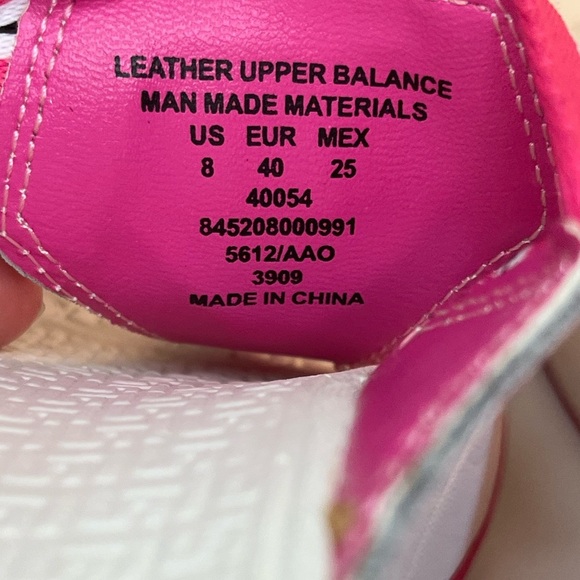 LEATHER UPPER BALANCE
MAN MADE MATERIALS
US EUR MEX
8 40 25
40054
845208000991
5612/AAO
3909
MADE IN CHINA